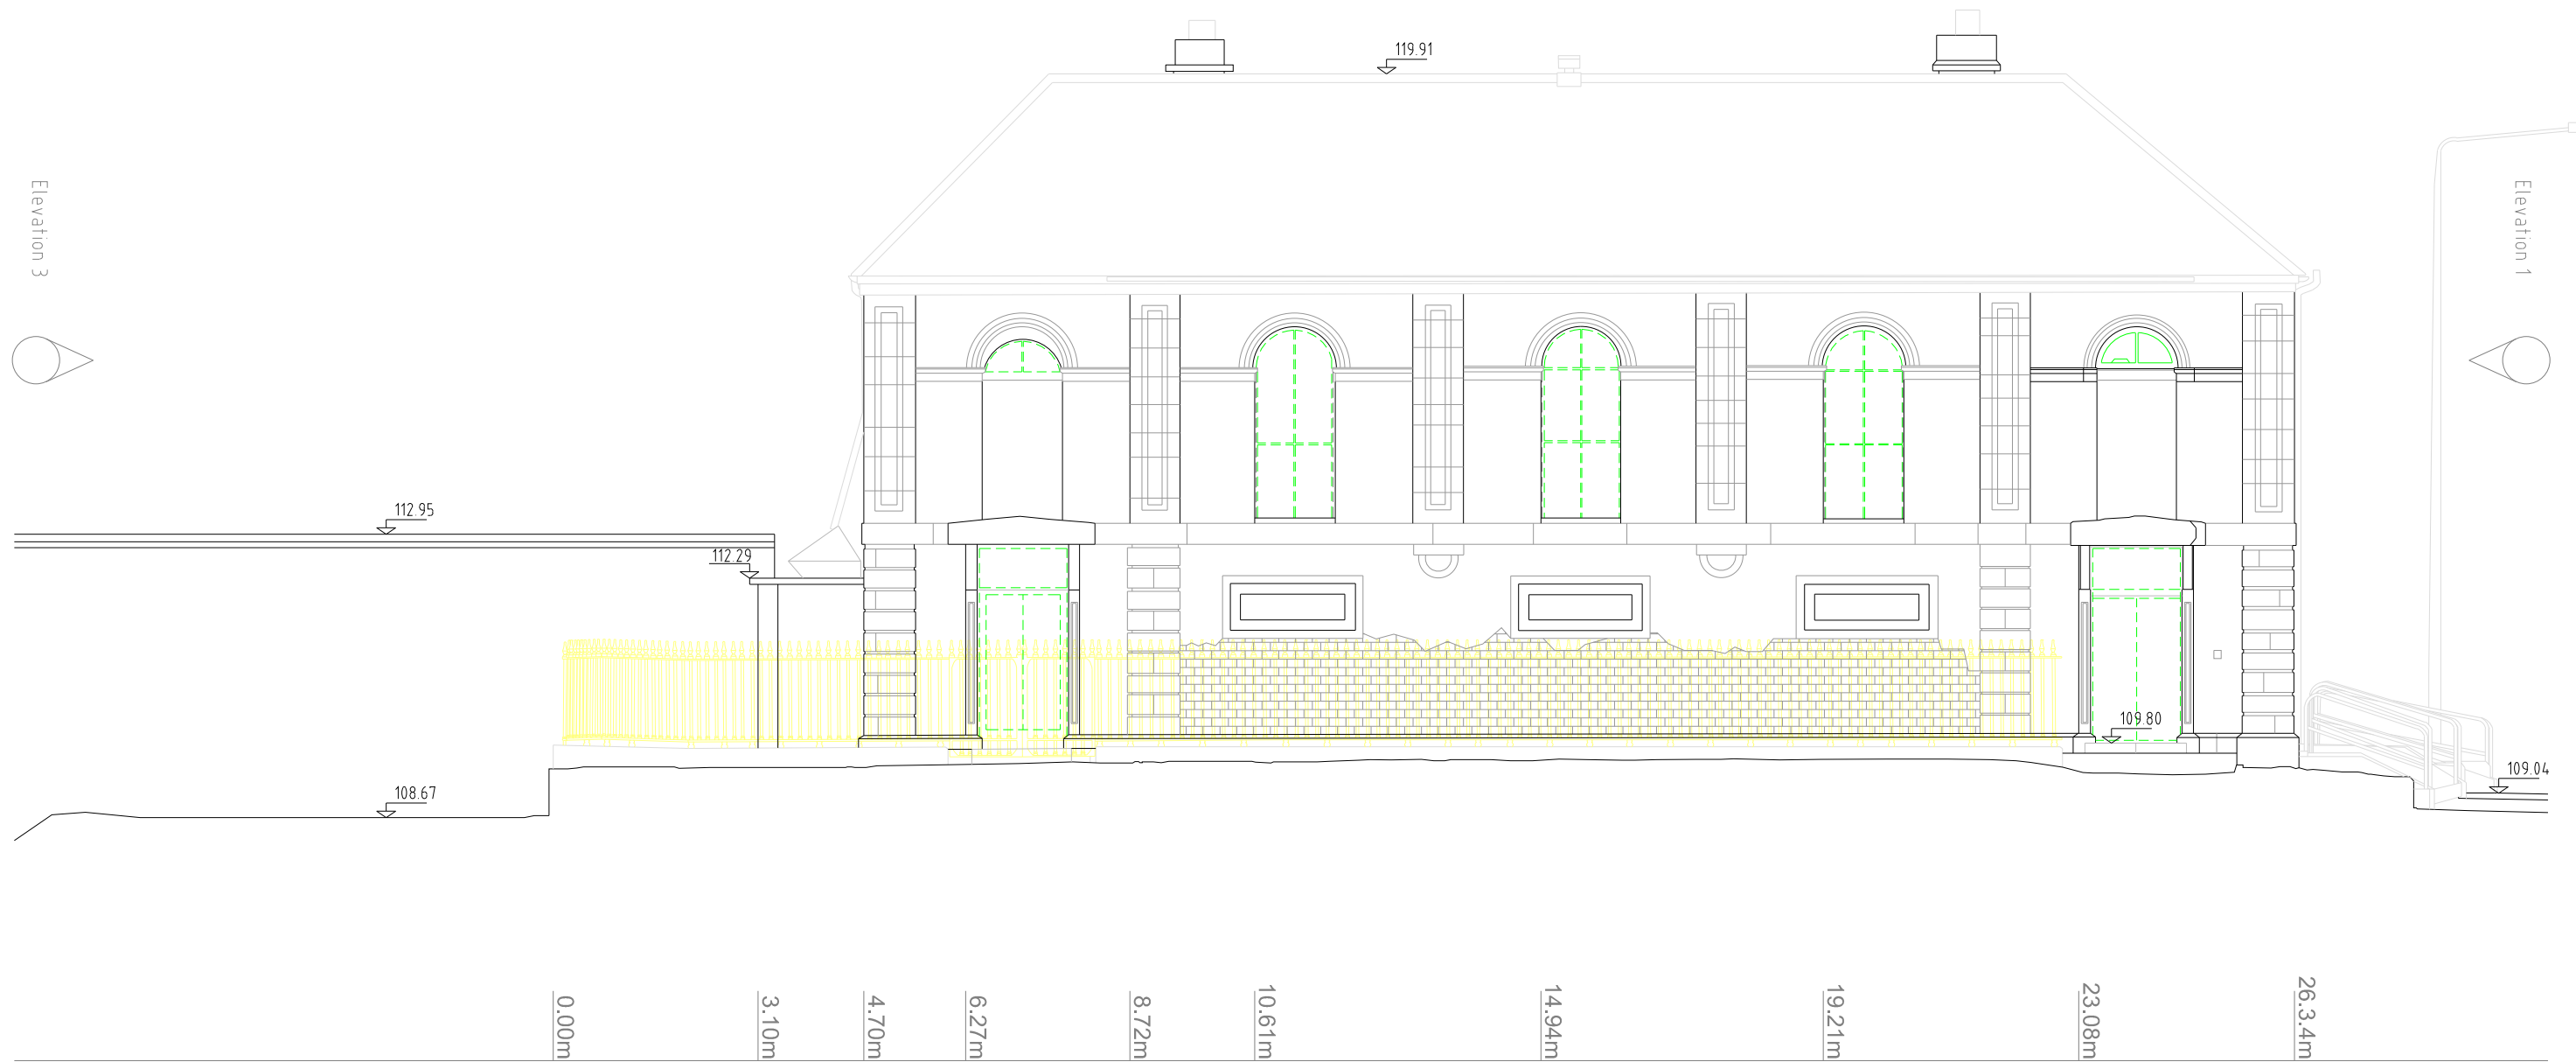 119.91
Elevation 3
Elevation 1
112.95
112.29
109.80
109.04
108.67
0.00m
3.10m
4.70m
6.27m
8.72m
10.61m
14.94m
19.21m
23.08m
26.3.4m